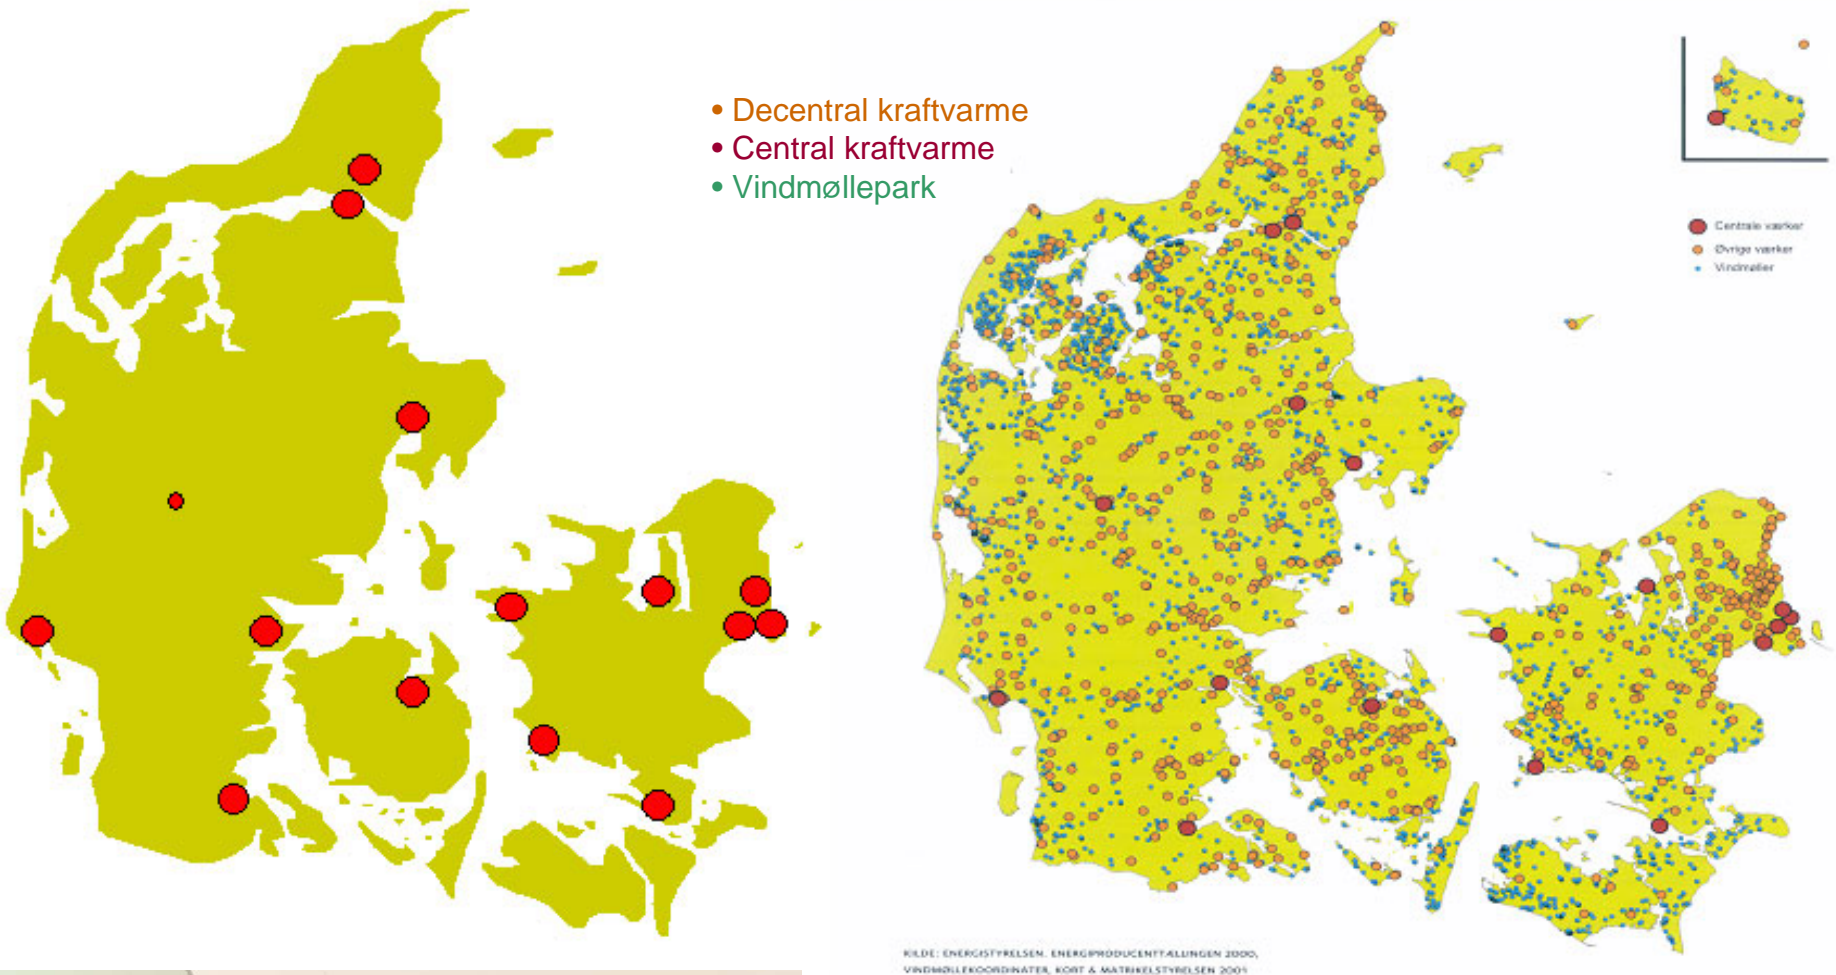 • Decentral kraftvarme
• Central kraftvarme
• Vindmøllepark
Centrale værker
Øvrige værker
Vindmøller
KILDE: ENERGISTYRELSEN. ENERGIPRODUCENTTÆLLINGEN 2000,
VINDMØLLEKOORDINATER, KORT & MATRIKELSTYRELSEN 2001